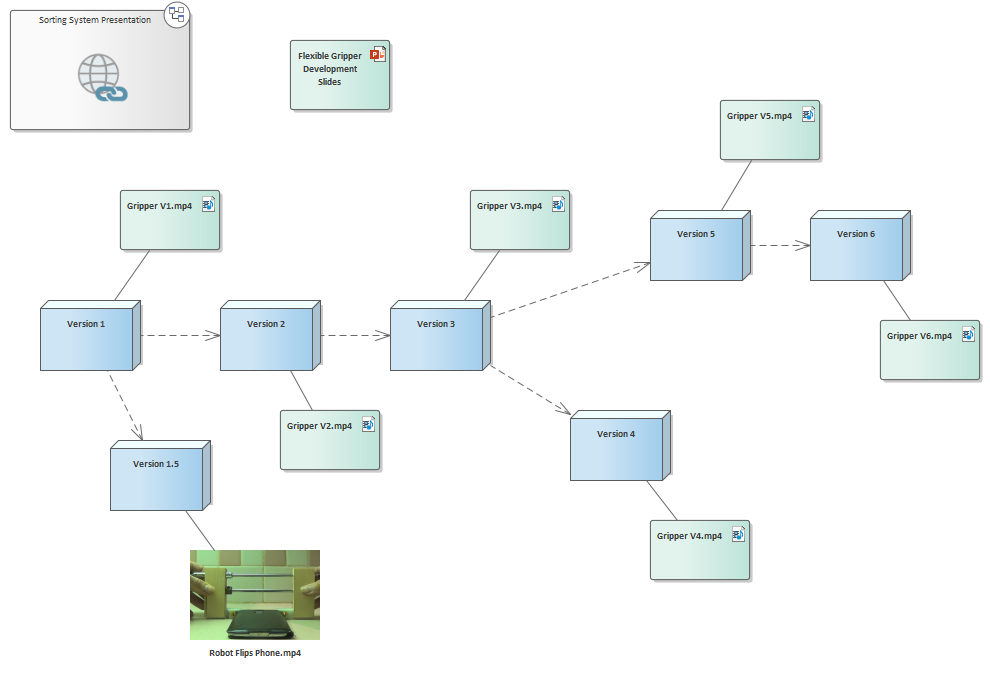 Sorting System Presentation
Flexible Gripper
Development
Slides
Gripper V5.mp4
Gripper V1.mp4
Gripper V3.mp4
Version 5
Version 6
Version 1
Version 2
Version 3
Gripper V6.mp4
Gripper V2.mp4
Version 4
Version 1.5
Gripper V4.mp4
Robot Flips Phone.mp4